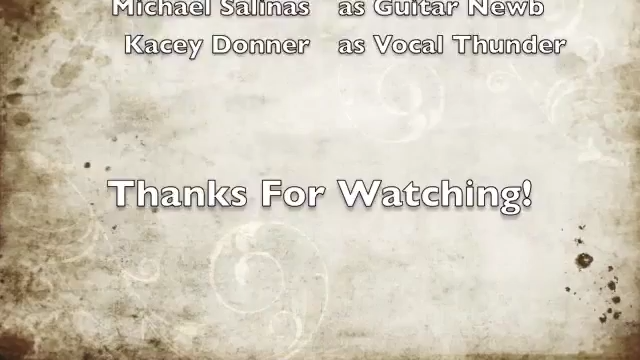 Michael Salinas as Guitar Newb
Kacey Donner as Vocal Thunder
Thanks For Watching!